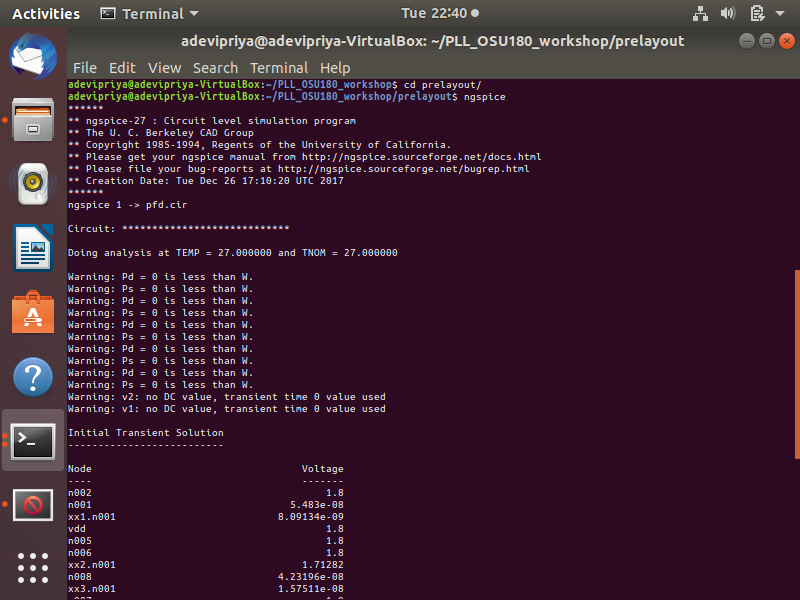 Activities Terminal Tue 22:40
adevipriya@adevipriya-VirtualBox: ~/PLL_OSU180_workshop/prelayout
File Edit View Search Terminal Help
adevipriya@adevipriya-VirtualBox:~/PLL_OSU180_workshop$ cd prelayout/
adevipriya@adevipriya-VirtualBox:~/PLL_OSU180_workshop/prelayout$ ngspice
******
** ngspice-27 : Circuit level simulation program
** The U. C. Berkeley CAD Group
** Copyright 1985-1994, Regents of the University of California.
** Please get your ngspice manual from http://ngspice.sourceforge.net/docs.html
** Please file your bug-reports at http://ngspice.sourceforge.net/bugrep.html
** Creation Date: Tue Dec 26 17:10:20 UTC 2017
******
ngspice 1 -> pfd.cir
Circuit: ****************************
Doing analysis at TEMP = 27.000000 and TNOM = 27.000000
Warning: Pd = 0 is less than W.
Warning: Ps = 0 is less than W.
Warning: Pd = 0 is less than W.
Warning: Ps = 0 is less than W.
Warning: Pd = 0 is less than W.
Warning: Ps = 0 is less than W.
Warning: Pd = 0 is less than W.
Warning: Ps = 0 is less than W.
Warning: Pd = 0 is less than W.
Warning: Ps = 0 is less than W.
Warning: v2: no DC value, transient time 0 value used
Warning: v1: no DC value, transient time 0 value used
Initial Transient Solution
--------------------------
Node Voltage
---- -------
n002 1.8
n001 5.483e-08
xx1.n001 8.09134e-09
vdd 1.8
n005 1.8
n006 1.8
xx2.n001 1.71282
n008 4.23196e-08
xx3.n001 1.57511e-08